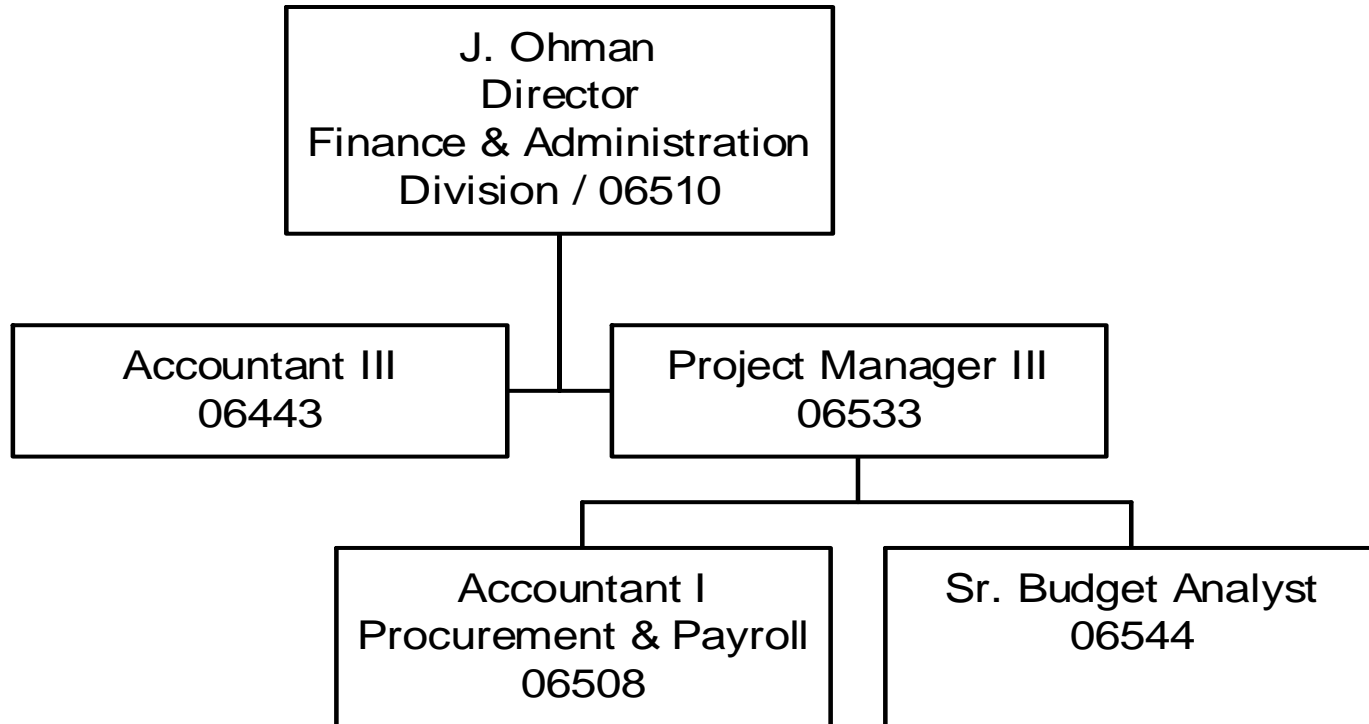 J. Ohman
Director
Finance & Administration
Division / 06510
Accountant III
06443
Project Manager III
06533
Accountant I
Procurement & Payroll
06508
Sr. Budget Analyst
06544